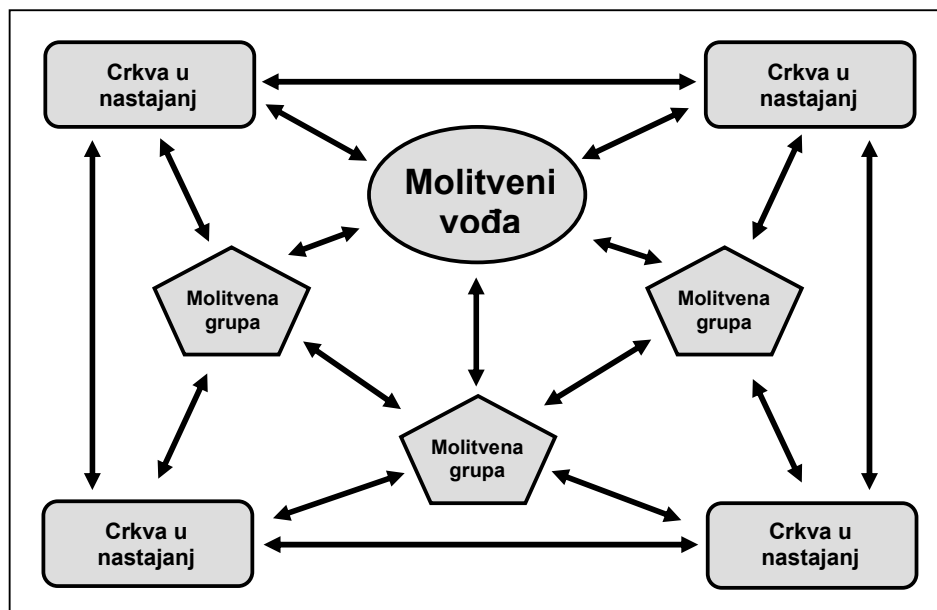 Crkva u
nastajanj
Crkva u
nastajanj
Molitveni
vođa
Molitvena
grupa
Molitvena
grupa
Molitvena
grupa
Crkva u
nastajanj
Crkva u
nastajanj